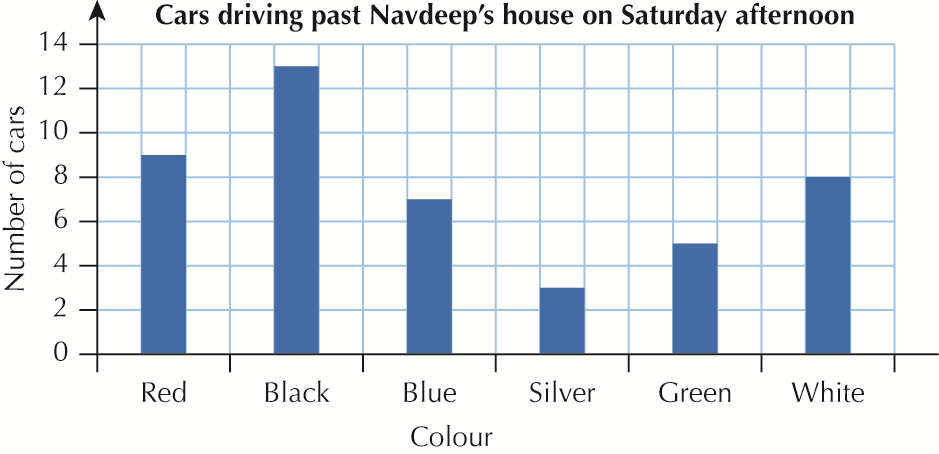 Cars driving past Navdeep's house on Saturday afternoon
Number of cars
14
12
10
8
6
4
2
0
Red Black Blue Silver Green White
Colour